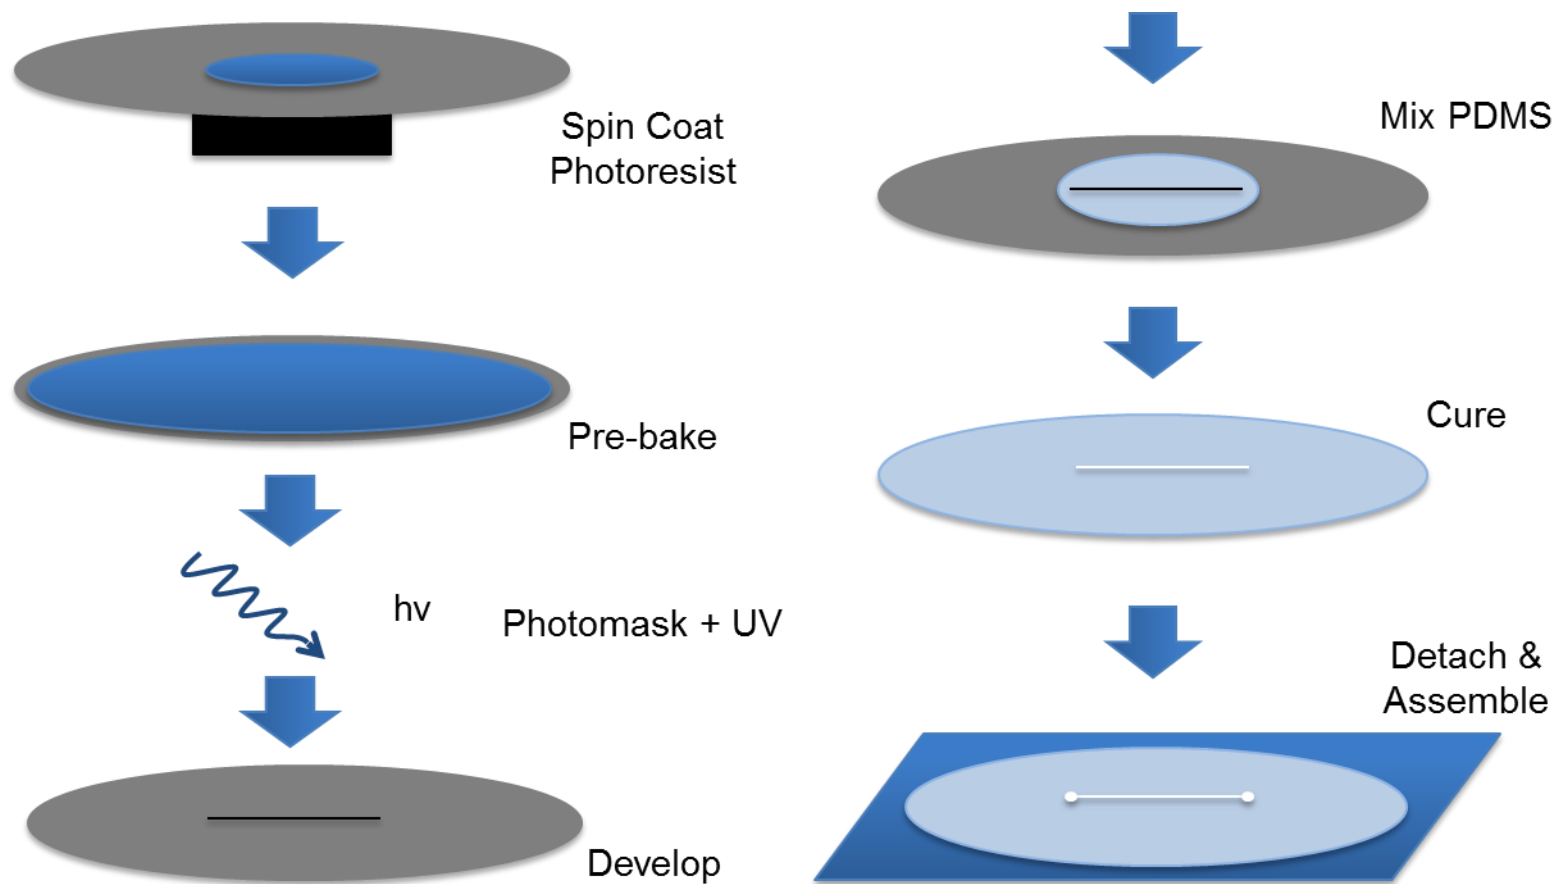 Spin Coat
Photoresist
Pre-bake
hv
Photomask + UV
Develop
Mix PDMS
Cure
Detach &
Assemble